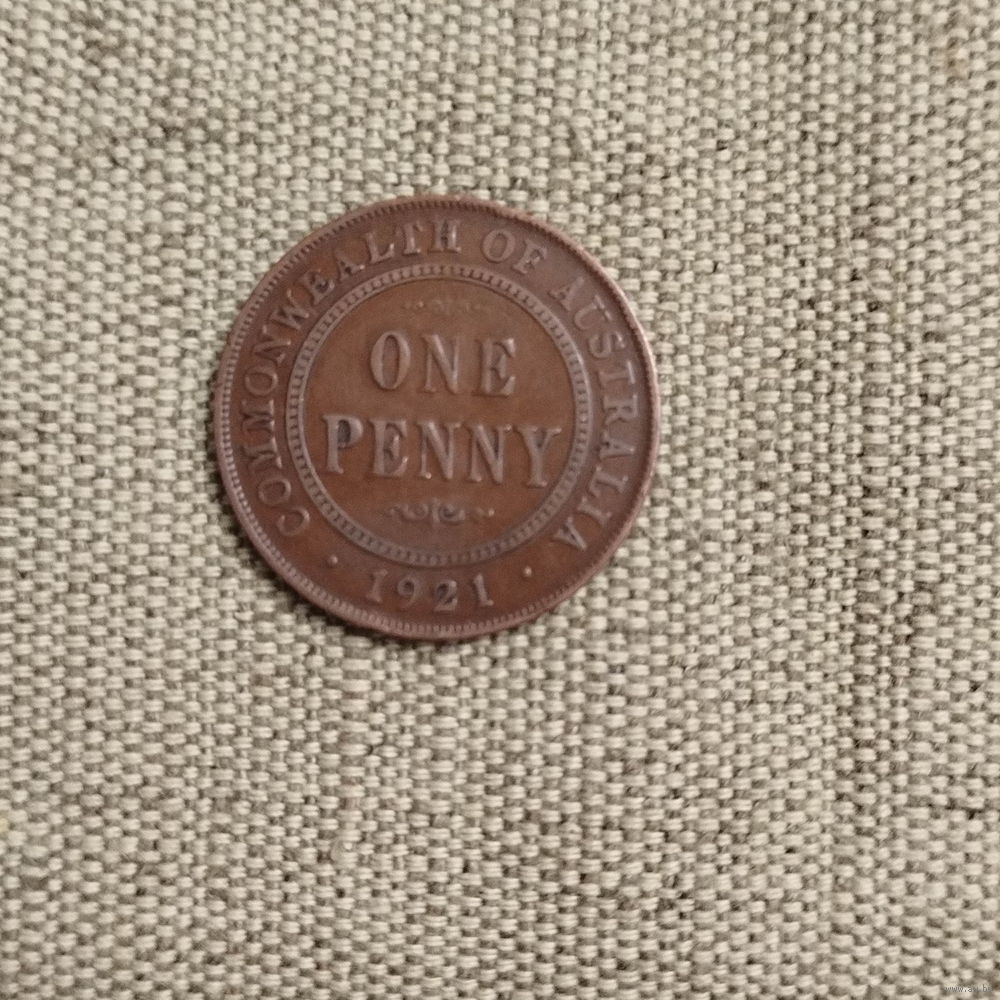 COMMONWEALTH OF AUSTRALIA
ONE
PENNY
· 1921 ·